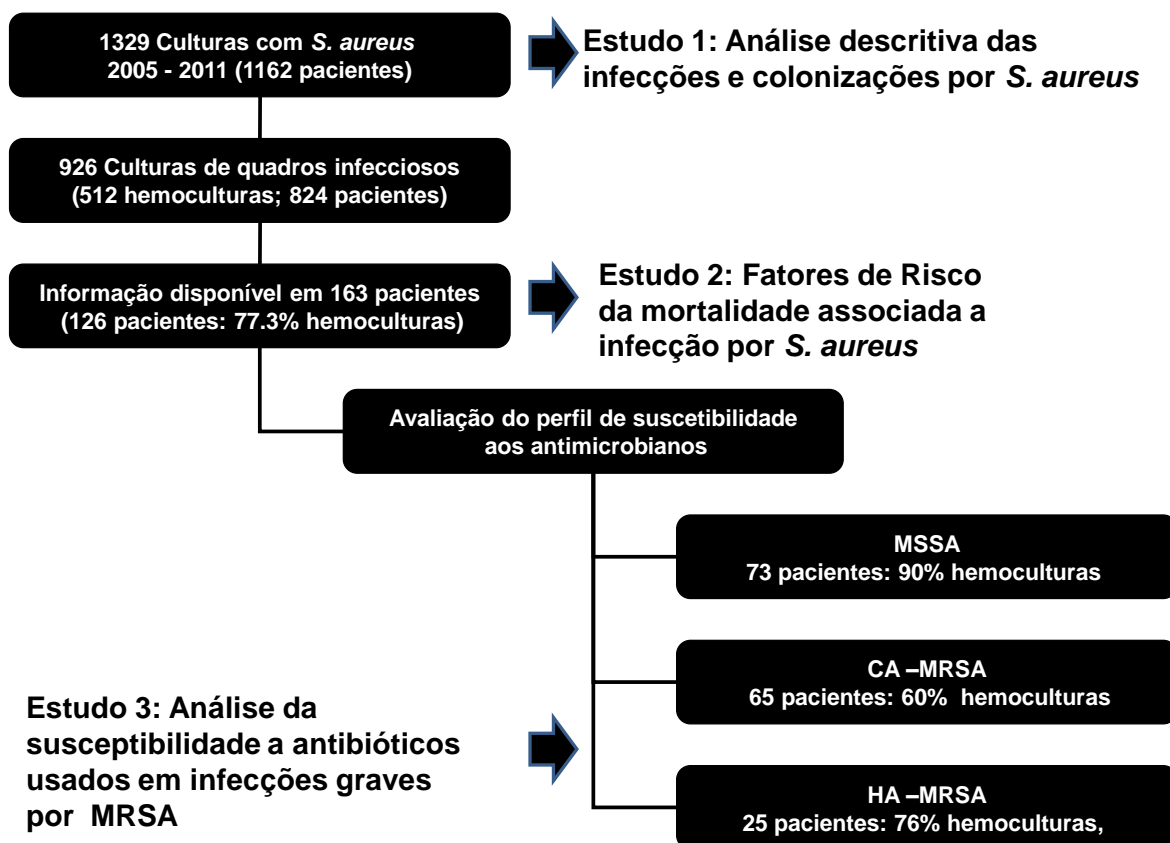 1329 Culturas com S. aureus
2005 - 2011 (1162 pacientes)
Estudo 1: Análise descritiva das
infecções e colonizações por S. aureus
926 Culturas de quadros infecciosos
(512 hemoculturas; 824 pacientes)
Informação disponível em 163 pacientes
(126 pacientes: 77.3% hemoculturas)
Estudo 2: Fatores de Risco
da mortalidade associada a
infecção por S. aureus
Avaliação do perfil de suscetibilidade
aos antimicrobianos
MSSA
73 pacientes: 90% hemoculturas
CA –MRSA
65 pacientes: 60% hemoculturas
Estudo 3: Análise da
susceptibilidade a antibióticos
usados em infecções graves
por MRSA
HA –MRSA
25 pacientes: 76% hemoculturas,